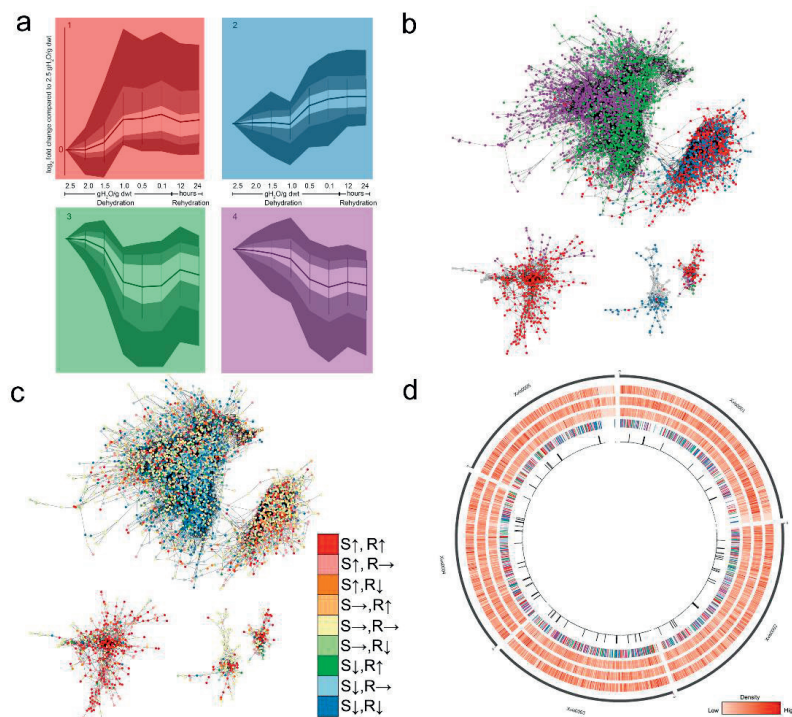 a
b
1
2
log₂ fold change compared to 2.5 gH₂O/g dwt
0
2.5 2.0 1.5 1.0 0.5 0.1 12 24
gH₂O/g dwt hours
Dehydration Rehydration
2.5 2.0 1.5 1.0 0.5 0.1 12 24
gH₂O/g dwt hours
Dehydration Rehydration
3
4
c
d
S↑,R↑
S↑,R→
S↑,R↓
S→,R↑
S→,R→
S→,R↓
S↓,R↑
S↓,R→
S↓,R↓
Density
Low